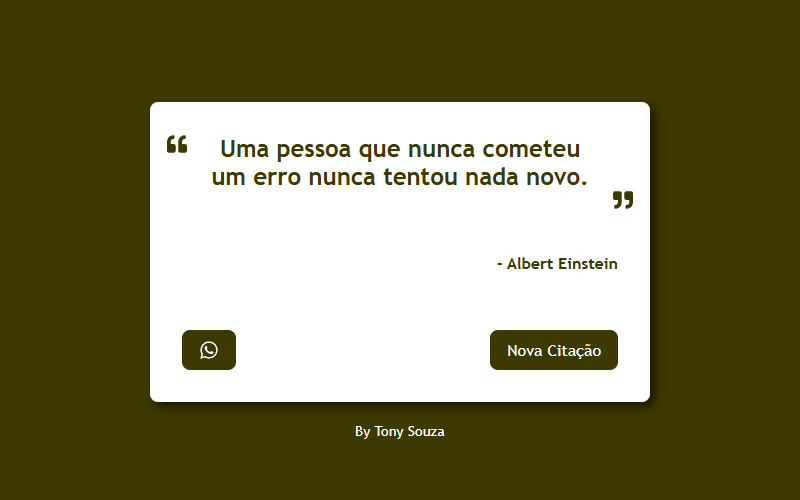 ❝ Uma pessoa que nunca cometeu
um erro nunca tentou nada novo. ❞
- Albert Einstein
Nova Citação
By Tony Souza